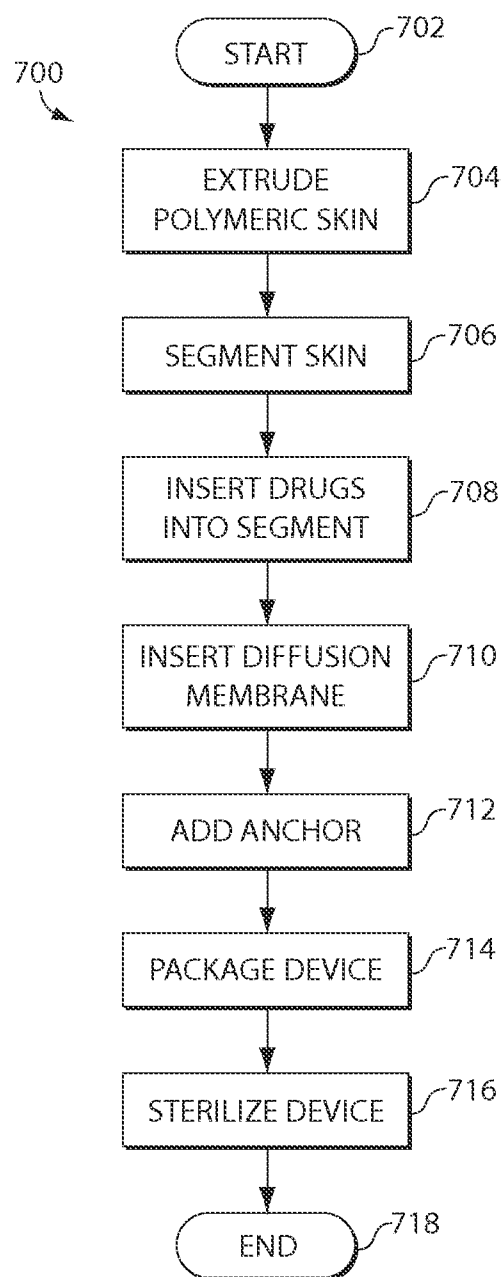 START
702
700
EXTRUDE
POLYMERIC SKIN
704
SEGMENT SKIN
706
INSERT DRUGS
INTO SEGMENT
708
INSERT DIFFUSION
MEMBRANE
710
ADD ANCHOR
712
PACKAGE DEVICE
714
STERILIZE DEVICE
716
END
718